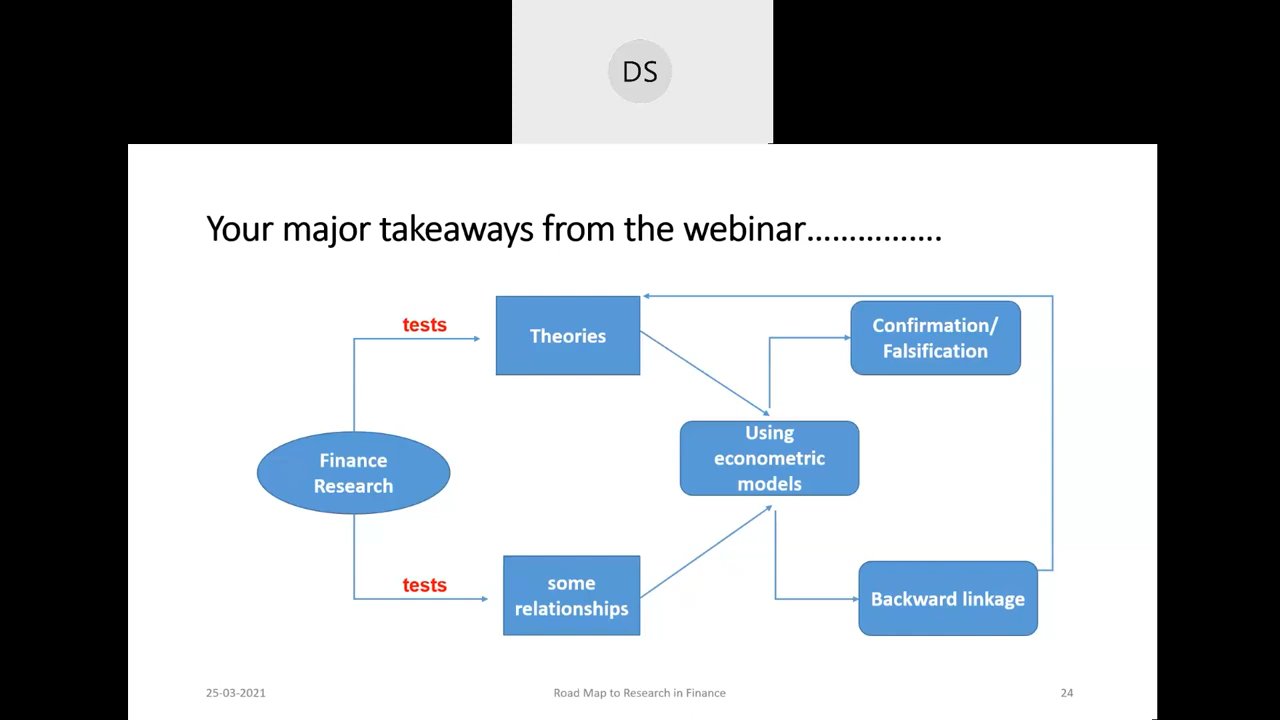 DS
Your major takeaways from the webinar................
tests
Theories
Confirmation/
Falsification
Using
econometric
models
Finance
Research
tests
some
relationships
Backward linkage
25-03-2021
Road Map to Research in Finance
24